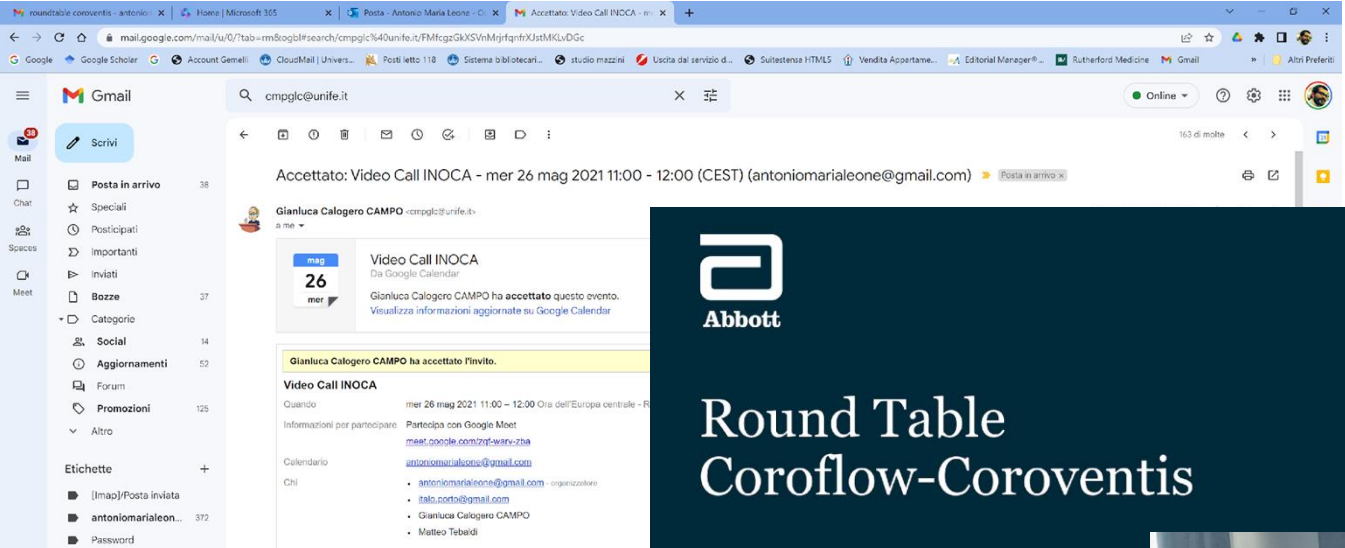 roundtable coroventis - antonio
Home | Microsoft 365
Posta - Antonio Maria Leone -
Accettato: Video Call INOCA -
mail.google.com/mail/u/0/?tab=rm&ogbl#search/cmpglc%40unife.it/
Google
Google Scholar
G
Account Gemelli
CloudMail | Univers...
Posti letto 118
Sistema bibliotecari...
studio mazzini
Uscita dal servizio d...
Suitestensa HTML5
Vendita Appartame...
Editorial Manager®...
Rutherford Medicine
Gmail
»
Altri Preferiti
Gmail
cmpglc@unife.it
Online
38
Mail
Chat
Spaces
Meet
Scrivi
Posta in arrivo 38
Speciali
Posticipati
Importanti
Inviati
Bozze 37
Categorie
Social 14
Aggiornamenti 52
Forum
Promozioni 125
Altro
Etichette +
[Imap]/Posta inviata
antoniomarialeon... 372
Password
163 di molte
Accettato: Video Call INOCA - mer 26 mag 2021 11:00 - 12:00 (CEST) (antoniomarialeone@gmail.com)
Posta in arrivo x
Gianluca Calogero CAMPO <cmpglc@unife.it>
a me
mag
26
mer
Video Call INOCA
Da Google Calendar
Gianluca Calogero CAMPO ha accettato questo evento.
Visualizza informazioni aggiornate su Google Calendar
Gianluca Calogero CAMPO ha accettato l'invito.
Video Call INOCA
Quando mer 26 mag 2021 11:00 – 12:00 Ora dell'Europa centrale - R
Informazioni per partecipare Partecipa con Google Meet
meet.google.com/zqf-warv-zba
Calendario antoniomarialeone@gmail.com
Chi • antoniomarialeone@gmail.com - organizzatore
• italo.porto@gmail.com
• Gianluca Calogero CAMPO
• Matteo Tebaldi
Abbott
Round Table
Coroflow-Coroventis